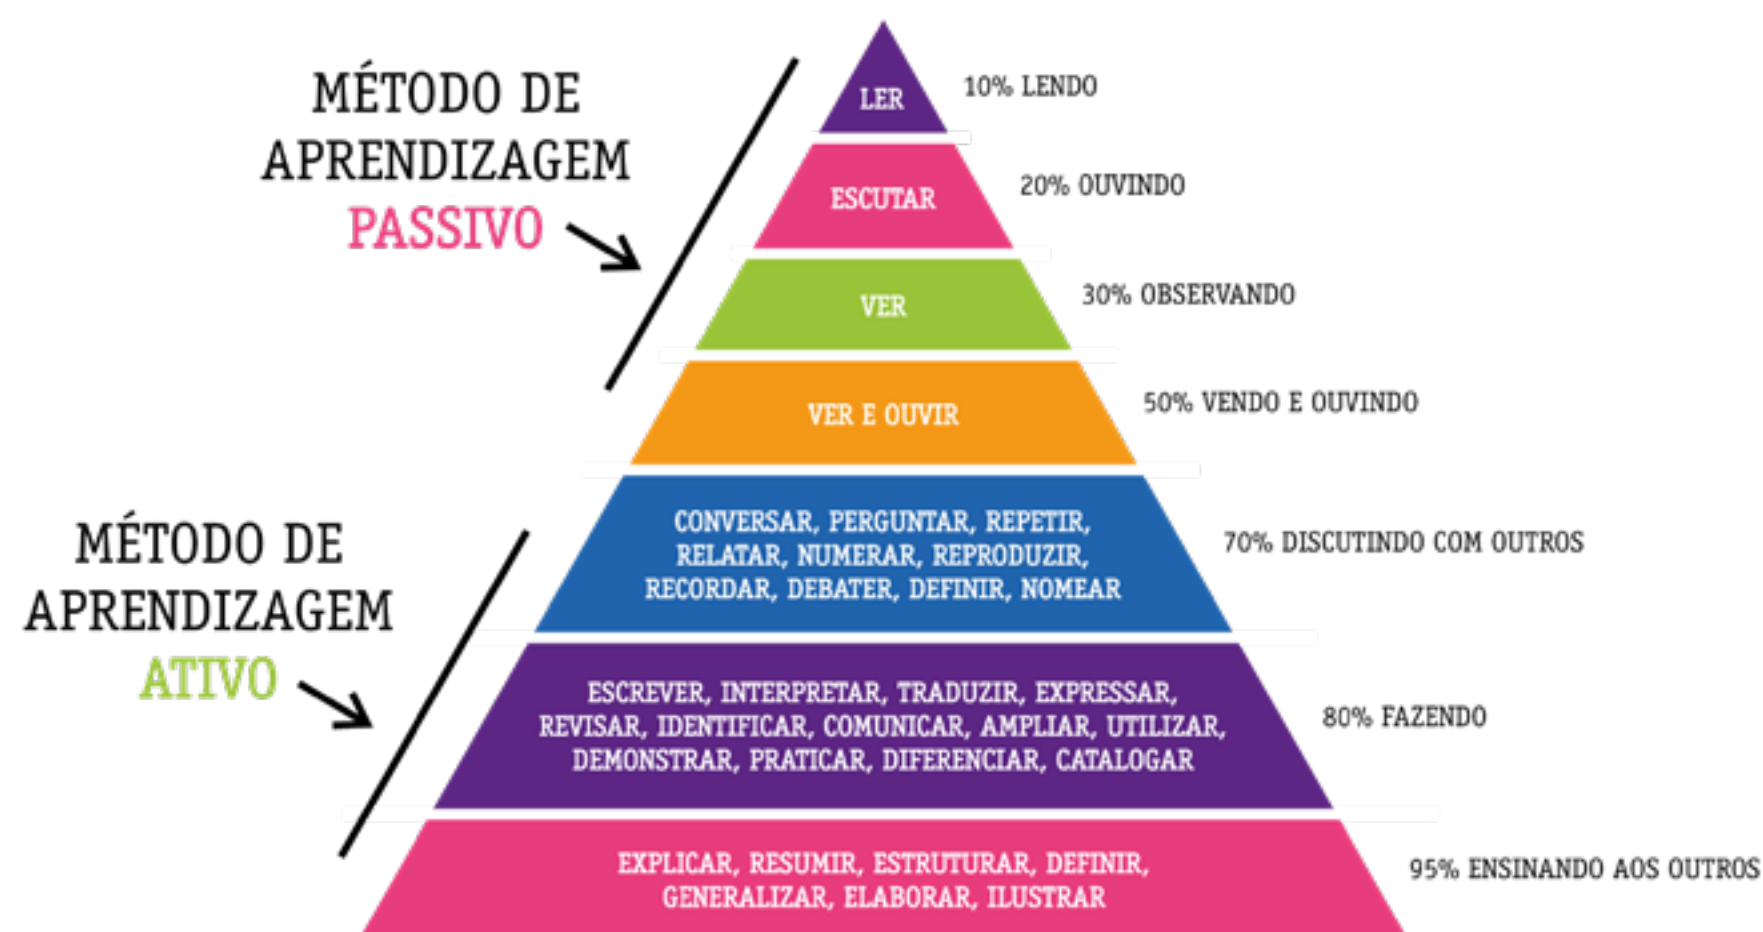 MÉTODO DE
APRENDIZAGEM
PASSIVO
LER
10% LENDO
ESCUTAR
20% OUVINDO
VER
30% OBSERVANDO
VER E OUVIR
50% VENDO E OUVINDO
MÉTODO DE
APRENDIZAGEM
ATIVO
CONVERSAR, PERGUNTAR, REPETIR,
RELATAR, NUMERAR, REPRODUZIR,
RECORDAR, DEBATER, DEFINIR, NOMEAR
70% DISCUTINDO COM OUTROS
ESCREVER, INTERPRETAR, TRADUZIR, EXPRESSAR,
REVISAR, IDENTIFICAR, COMUNICAR, AMPLIAR, UTILIZAR,
DEMONSTRAR, PRATICAR, DIFERENCIAR, CATALOGAR
80% FAZENDO
EXPLICAR, RESUMIR, ESTRUTURAR, DEFINIR,
GENERALIZAR, ELABORAR, ILUSTRAR
95% ENSINANDO AOS OUTROS